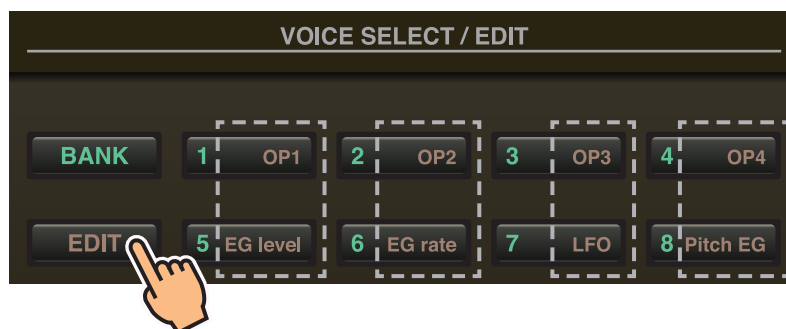 VOICE SELECT / EDIT
BANK 1 OP1 2 OP2 3 OP3 4 OP4
EDIT 5 EG level 6 EG rate 7 LFO 8 Pitch EG